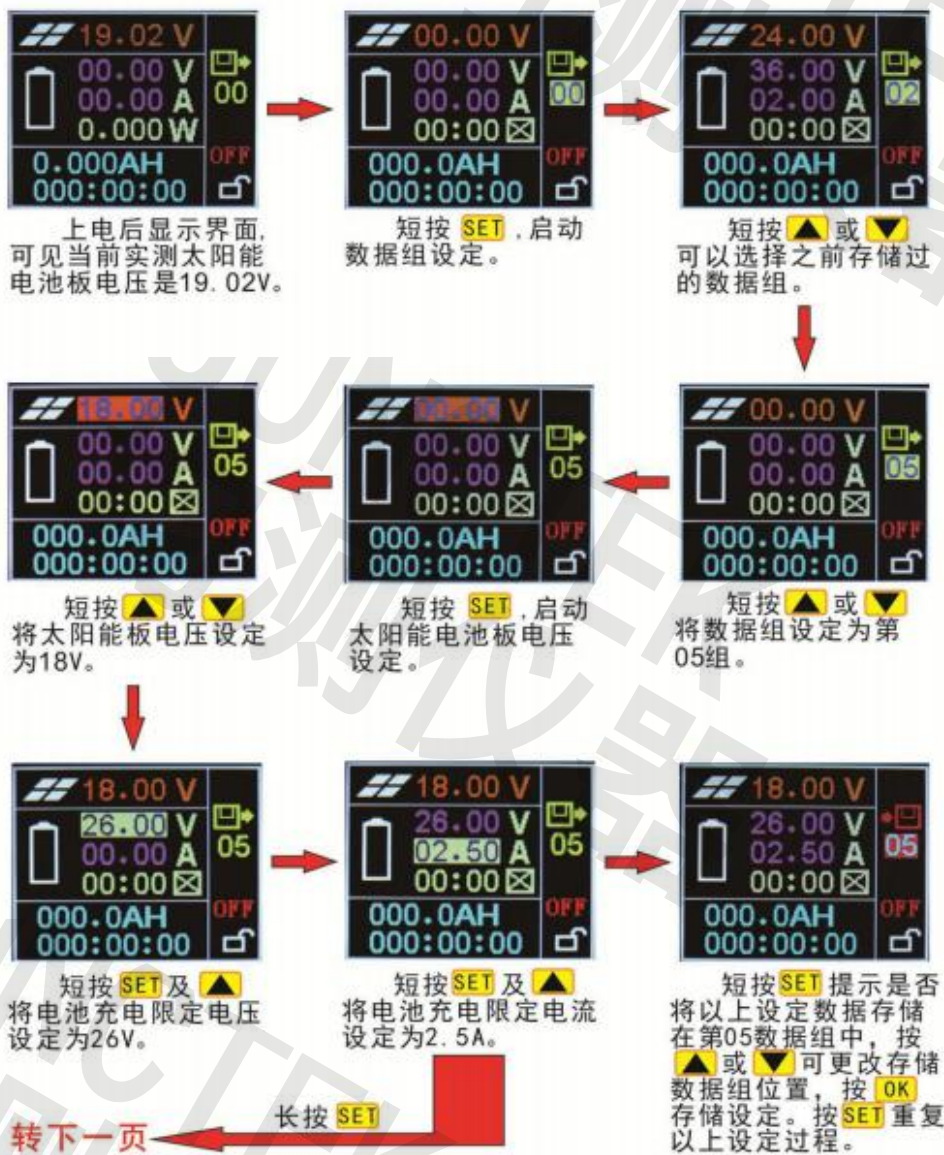 19.02 V
00.00 V
00.00 A
0.000 W
00
OFF
0.000AH
000:00:00
上电后显示界面,
可见当前实测太阳能
电池板电压是19.02V。
00.00 V
00.00 V
00.00 A
00:00
00
OFF
000.0AH
000:00:00
短按 SET ,启动
数据组设定。
24.00 V
36.00 V
02.00 A
00:00
02
OFF
000.0AH
000:00:00
短按 ▲ 或 ▼
可以选择之前存储过
的数据组。
00.00 V
00.00 V
00.00 A
00:00
05
OFF
000.0AH
000:00:00
短按 ▲ 或 ▼
将数据组设定为第
05组。
00.00 V
00.00 V
00.00 A
00:00
05
OFF
000.0AH
000:00:00
短按 SET ,启动
太阳能电池板电压
设定。
18.00 V
00.00 V
00.00 A
00:00
05
OFF
000.0AH
000:00:00
短按 ▲ 或 ▼
将太阳能板电压设定
为18V。
18.00 V
26.00 V
00.00 A
00:00
05
OFF
000.0AH
000:00:00
短按 SET 及 ▲
将电池充电限定电压
设定为26V。
18.00 V
26.00 V
02.50 A
00:00
05
OFF
000.0AH
000:00:00
短按 SET 及 ▲
将电池充电限定电流
设定为2.5A。
18.00 V
26.00 V
02.50 A
00:00
05
OFF
000.0AH
000:00:00
短按 SET 提示是否
将以上设定数据存储
在第05数据组中，按
▲ 或 ▼ 可更改存储
数据组位置，按 OK
存储设定。按 SET 重复
以上设定过程。
长按 SET
转下一页